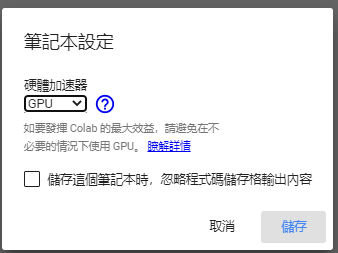 筆記本設定
硬體加速器
GPU
如要發揮 Colab 的最大效益，請避免在不
必要的情況下使用 GPU。 瞭解詳情
儲存這個筆記本時，忽略程式碼儲存格輸出內容
取消 儲存